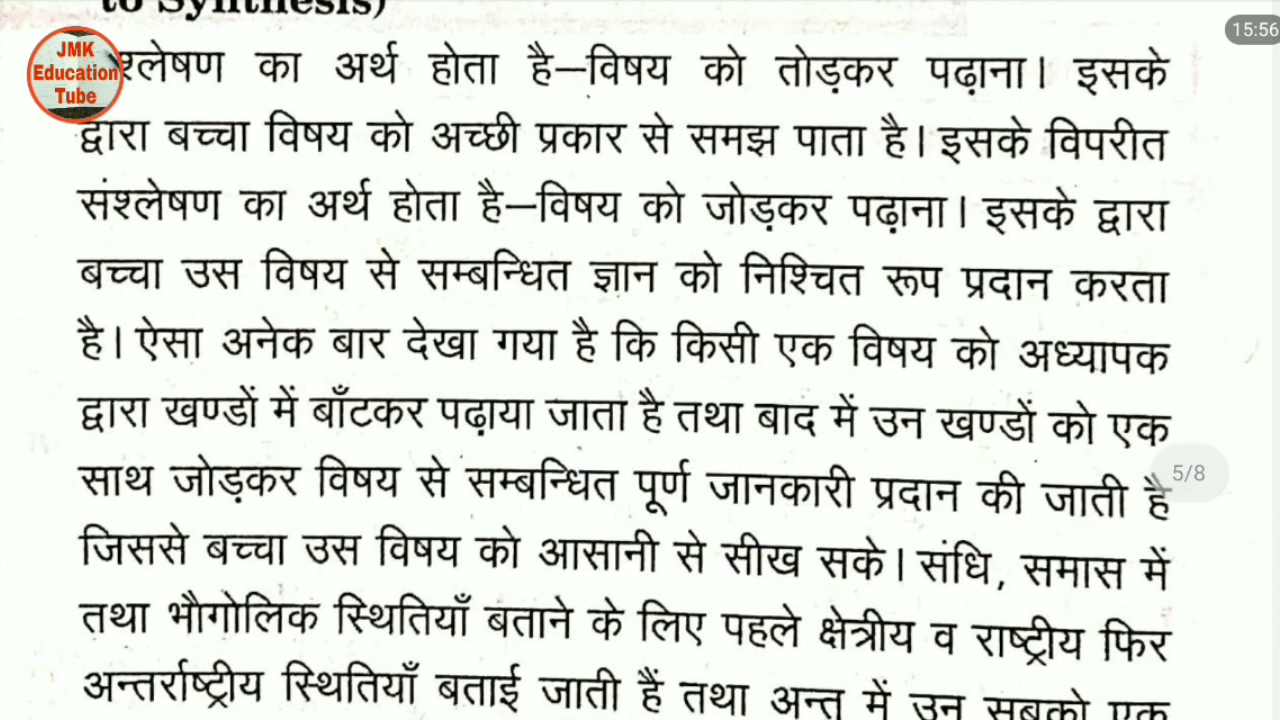 to Synthesis)
JMK
Education
Tube
15:56
श्लेषण का अर्थ होता है–विषय को तोड़कर पढ़ाना। इसके
द्वारा बच्चा विषय को अच्छी प्रकार से समझ पाता है। इसके विपरीत
संश्लेषण का अर्थ होता है–विषय को जोड़कर पढ़ाना। इसके द्वारा
बच्चा उस विषय से सम्बन्धित ज्ञान को निश्चित रूप प्रदान करता
है। ऐसा अनेक बार देखा गया है कि किसी एक विषय को अध्यापक
द्वारा खण्डों में बाँटकर पढ़ाया जाता है तथा बाद में उन खण्डों को एक
साथ जोड़कर विषय से सम्बन्धित पूर्ण जानकारी प्रदान की जाती है
5/8
जिससे बच्चा उस विषय को आसानी से सीख सके। संधि, समास में
तथा भौगोलिक स्थितियाँ बताने के लिए पहले क्षेत्रीय व राष्ट्रीय फिर
अन्तर्राष्ट्रीय स्थितियाँ बताई जाती हैं तथा अन्त में उन सबको एक